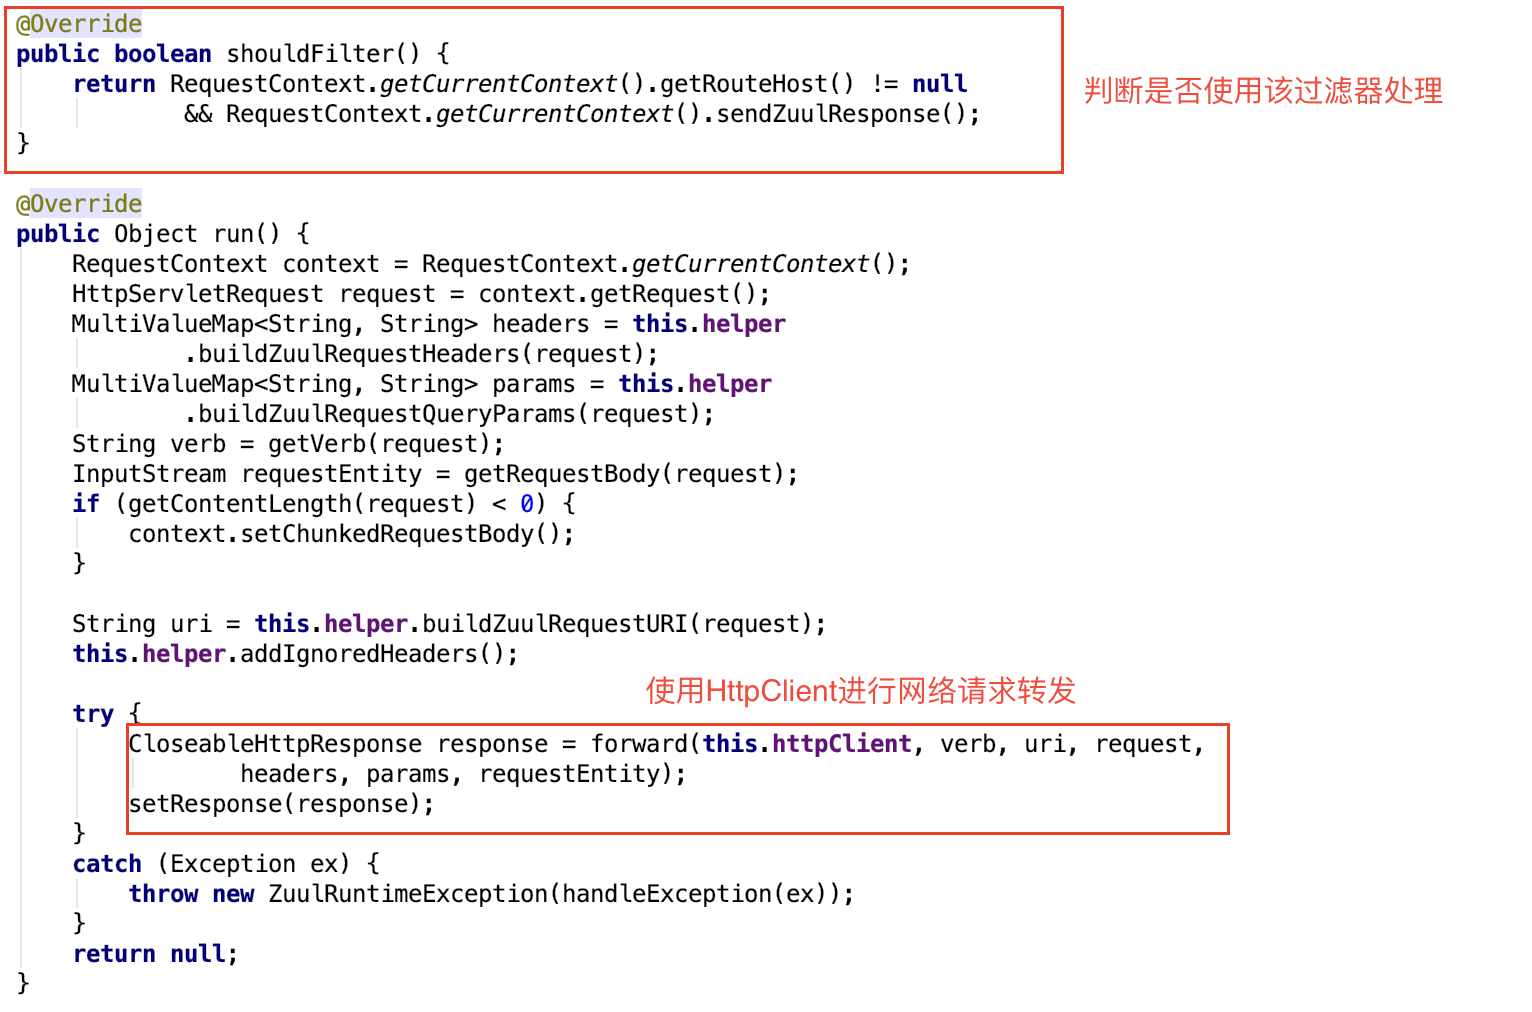 @Override
public boolean shouldFilter() {
    return RequestContext.getCurrentContext().getRouteHost() != null
            && RequestContext.getCurrentContext().sendZuulResponse();
}
判断是否使用该过滤器处理
@Override
public Object run() {
    RequestContext context = RequestContext.getCurrentContext();
    HttpServletRequest request = context.getRequest();
    MultiValueMap<String, String> headers = this.helper
            .buildZuulRequestHeaders(request);
    MultiValueMap<String, String> params = this.helper
            .buildZuulRequestQueryParams(request);
    String verb = getVerb(request);
    InputStream requestEntity = getRequestBody(request);
    if (getContentLength(request) < 0) {
        context.setChunkedRequestBody();
    }
    String uri = this.helper.buildZuulRequestURI(request);
    this.helper.addIgnoredHeaders();
使用HttpClient进行网络请求转发
    try {
        CloseableHttpResponse response = forward(this.httpClient, verb, uri, request,
                headers, params, requestEntity);
        setResponse(response);
    }
    catch (Exception ex) {
        throw new ZuulRuntimeException(handleException(ex));
    }
    return null;
}